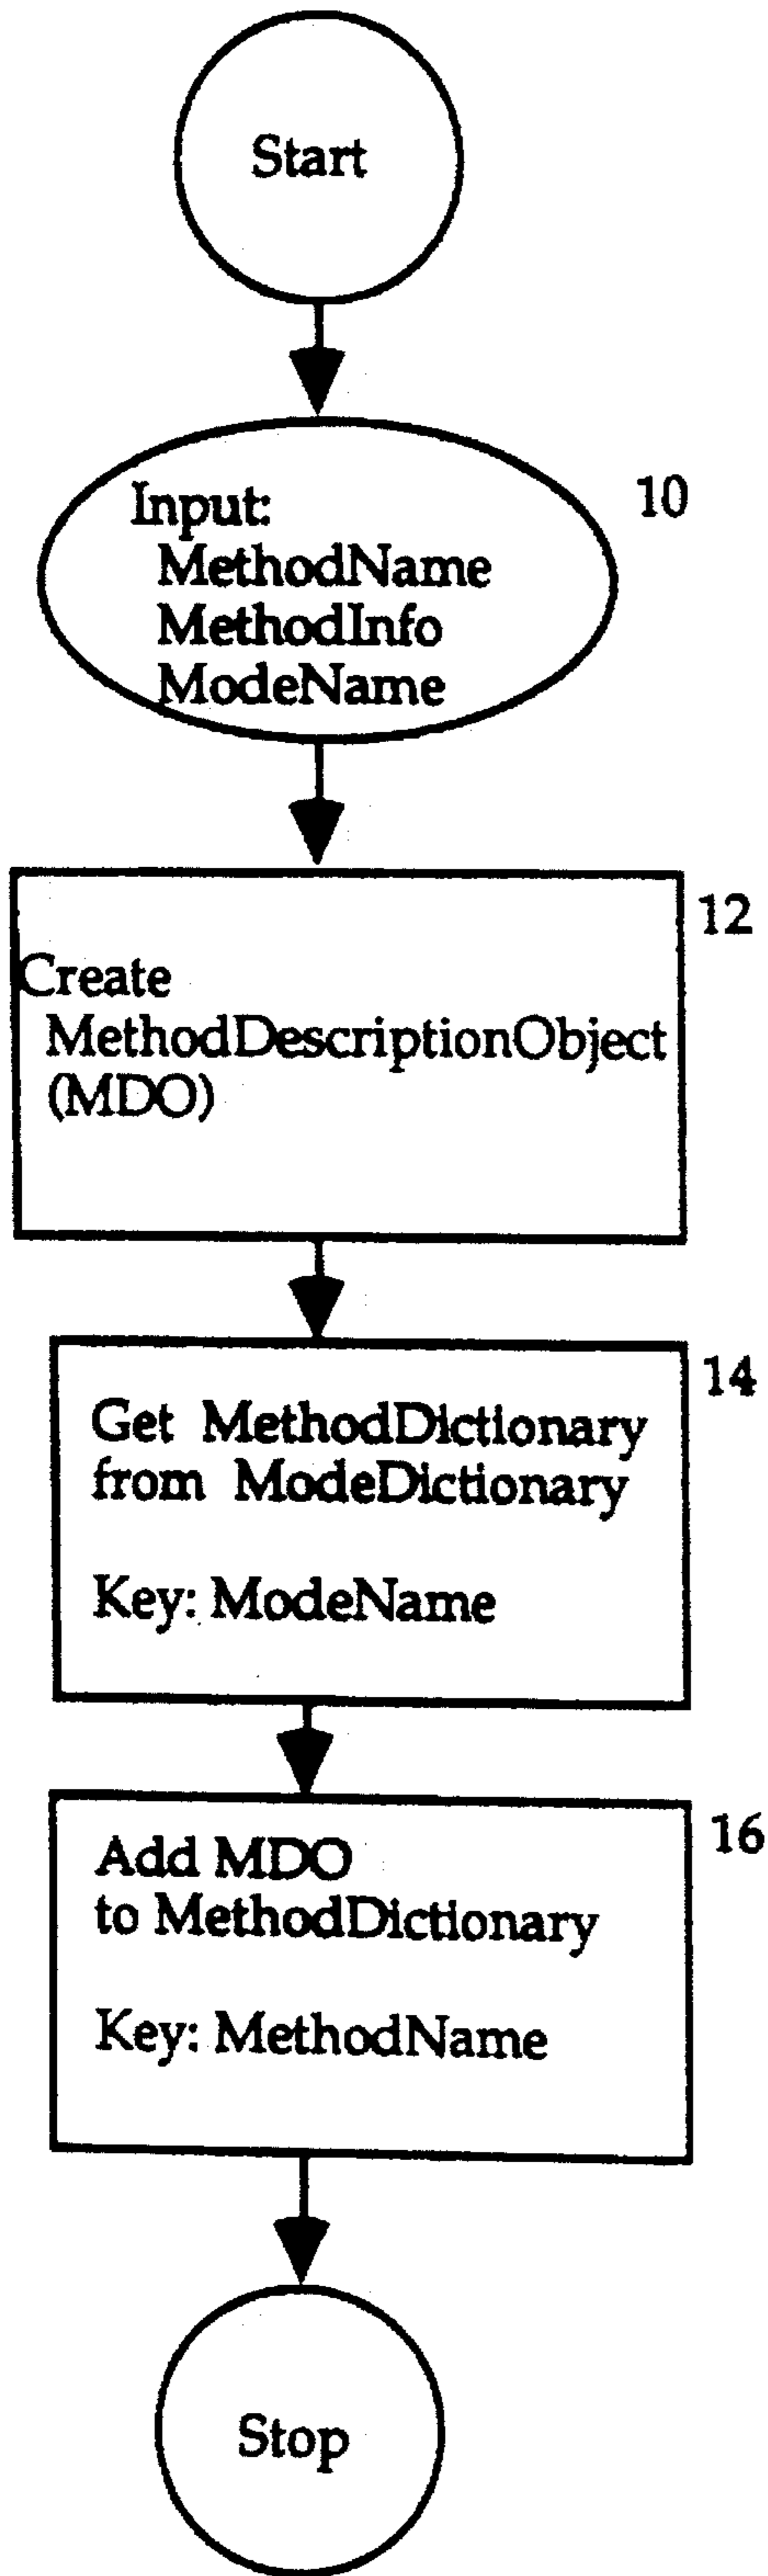 Start
Input:
MethodName
MethodInfo
ModeName
10
Create
MethodDescriptionObject
(MDO)
12
Get MethodDictionary
from ModeDictionary
Key: ModeName
14
Add MDO
to MethodDictionary
Key: MethodName
16
Stop